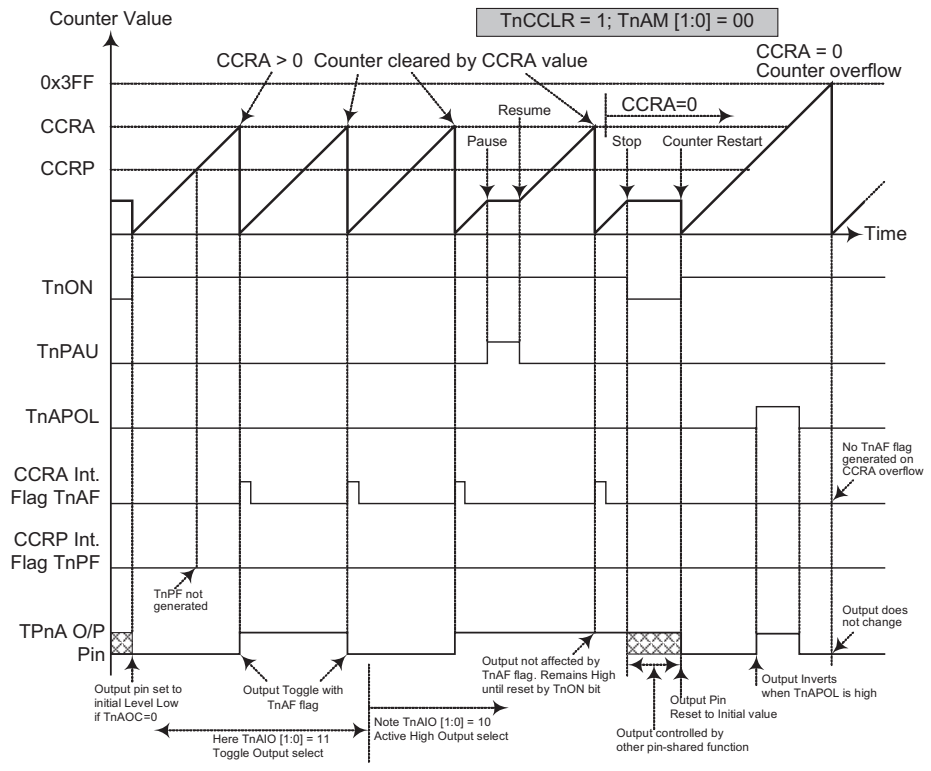 Counter Value
TnCCLR = 1; TnAM [1:0] = 00
CCRA > 0 Counter cleared by CCRA value
CCRA = 0
Counter overflow
0x3FF
CCRA=0
Resume
CCRA
Pause
Stop
Counter Restart
CCRP
Time
TnON
TnPAU
TnAPOL
No TnAF flag
generated on
CCRA overflow
CCRA Int.
Flag TnAF
CCRP Int.
Flag TnPF
TnPF not
generated
TPnA O/P
Pin
Output does
not change
Output pin set to
initial Level Low
if TnAOC=0
Output Toggle with
TnAF flag
Output not affected by
TnAF flag. Remains High
until reset by TnON bit
Output Inverts
when TnAPOL is high
Output Pin
Reset to Initial value
Here TnAIO [1:0] = 11
Toggle Output select
Note TnAIO [1:0] = 10
Active High Output select
Output controlled by
other pin-shared function